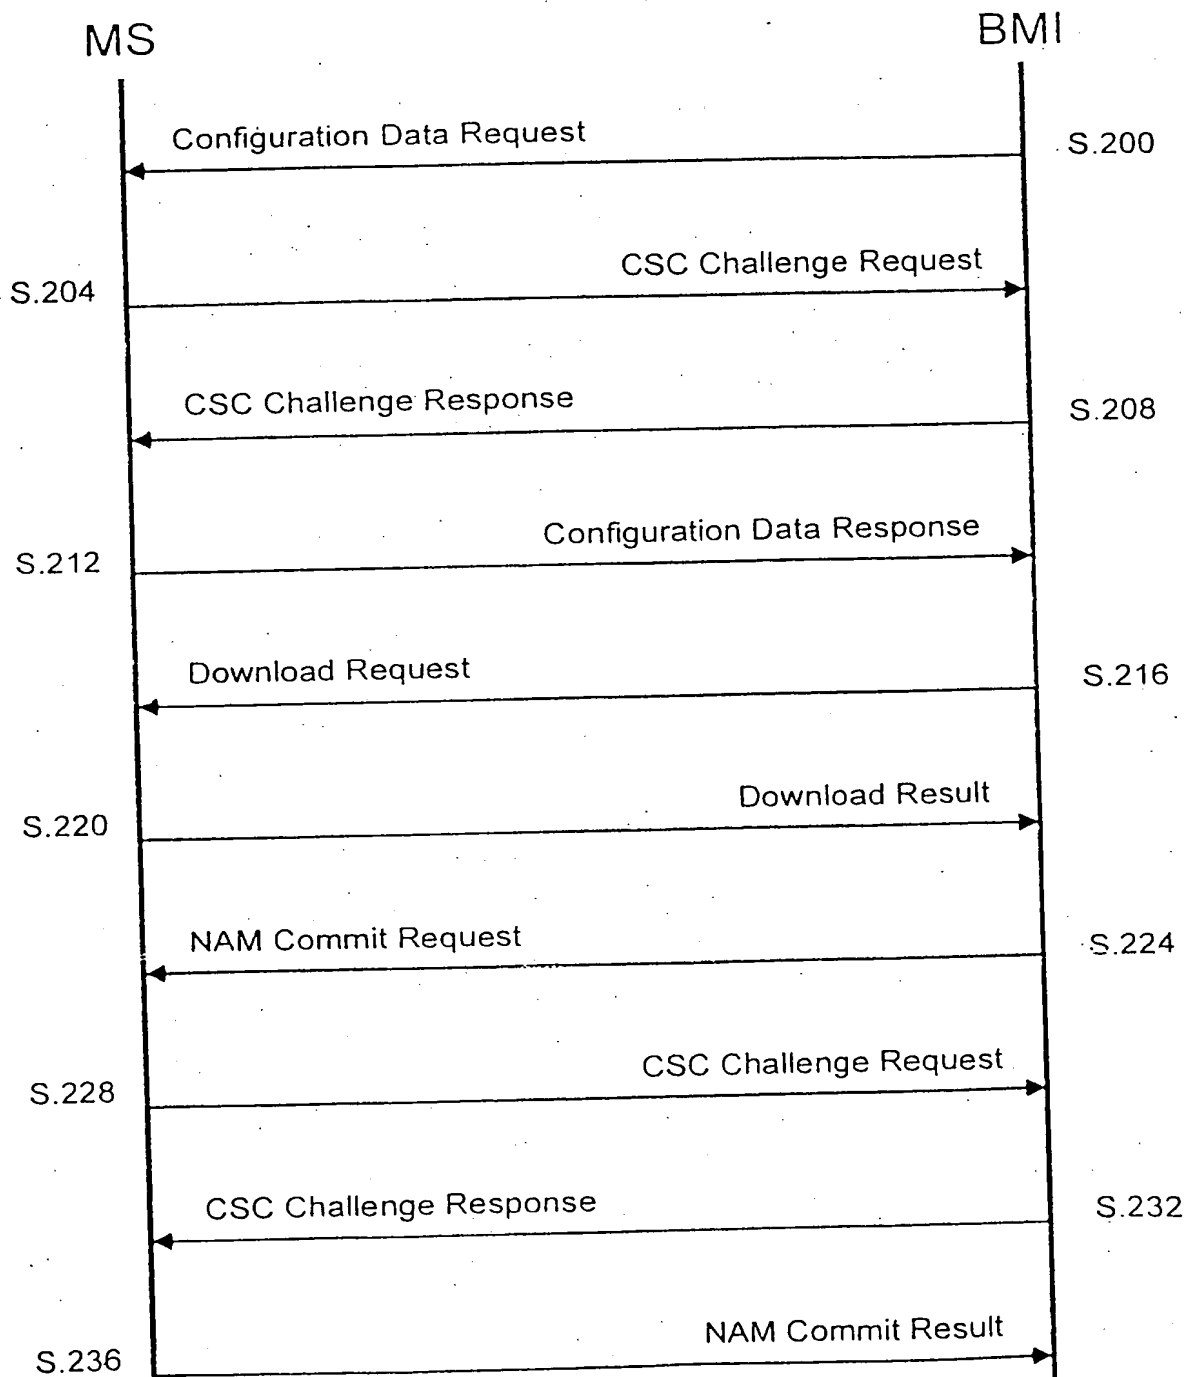 MS
BMI
Configuration Data Request
S.200
CSC Challenge Request
S.204
CSC Challenge Response
S.208
Configuration Data Response
S.212
Download Request
S.216
Download Result
S.220
NAM Commit Request
S.224
CSC Challenge Request
S.228
CSC Challenge Response
S.232
NAM Commit Result
S.236